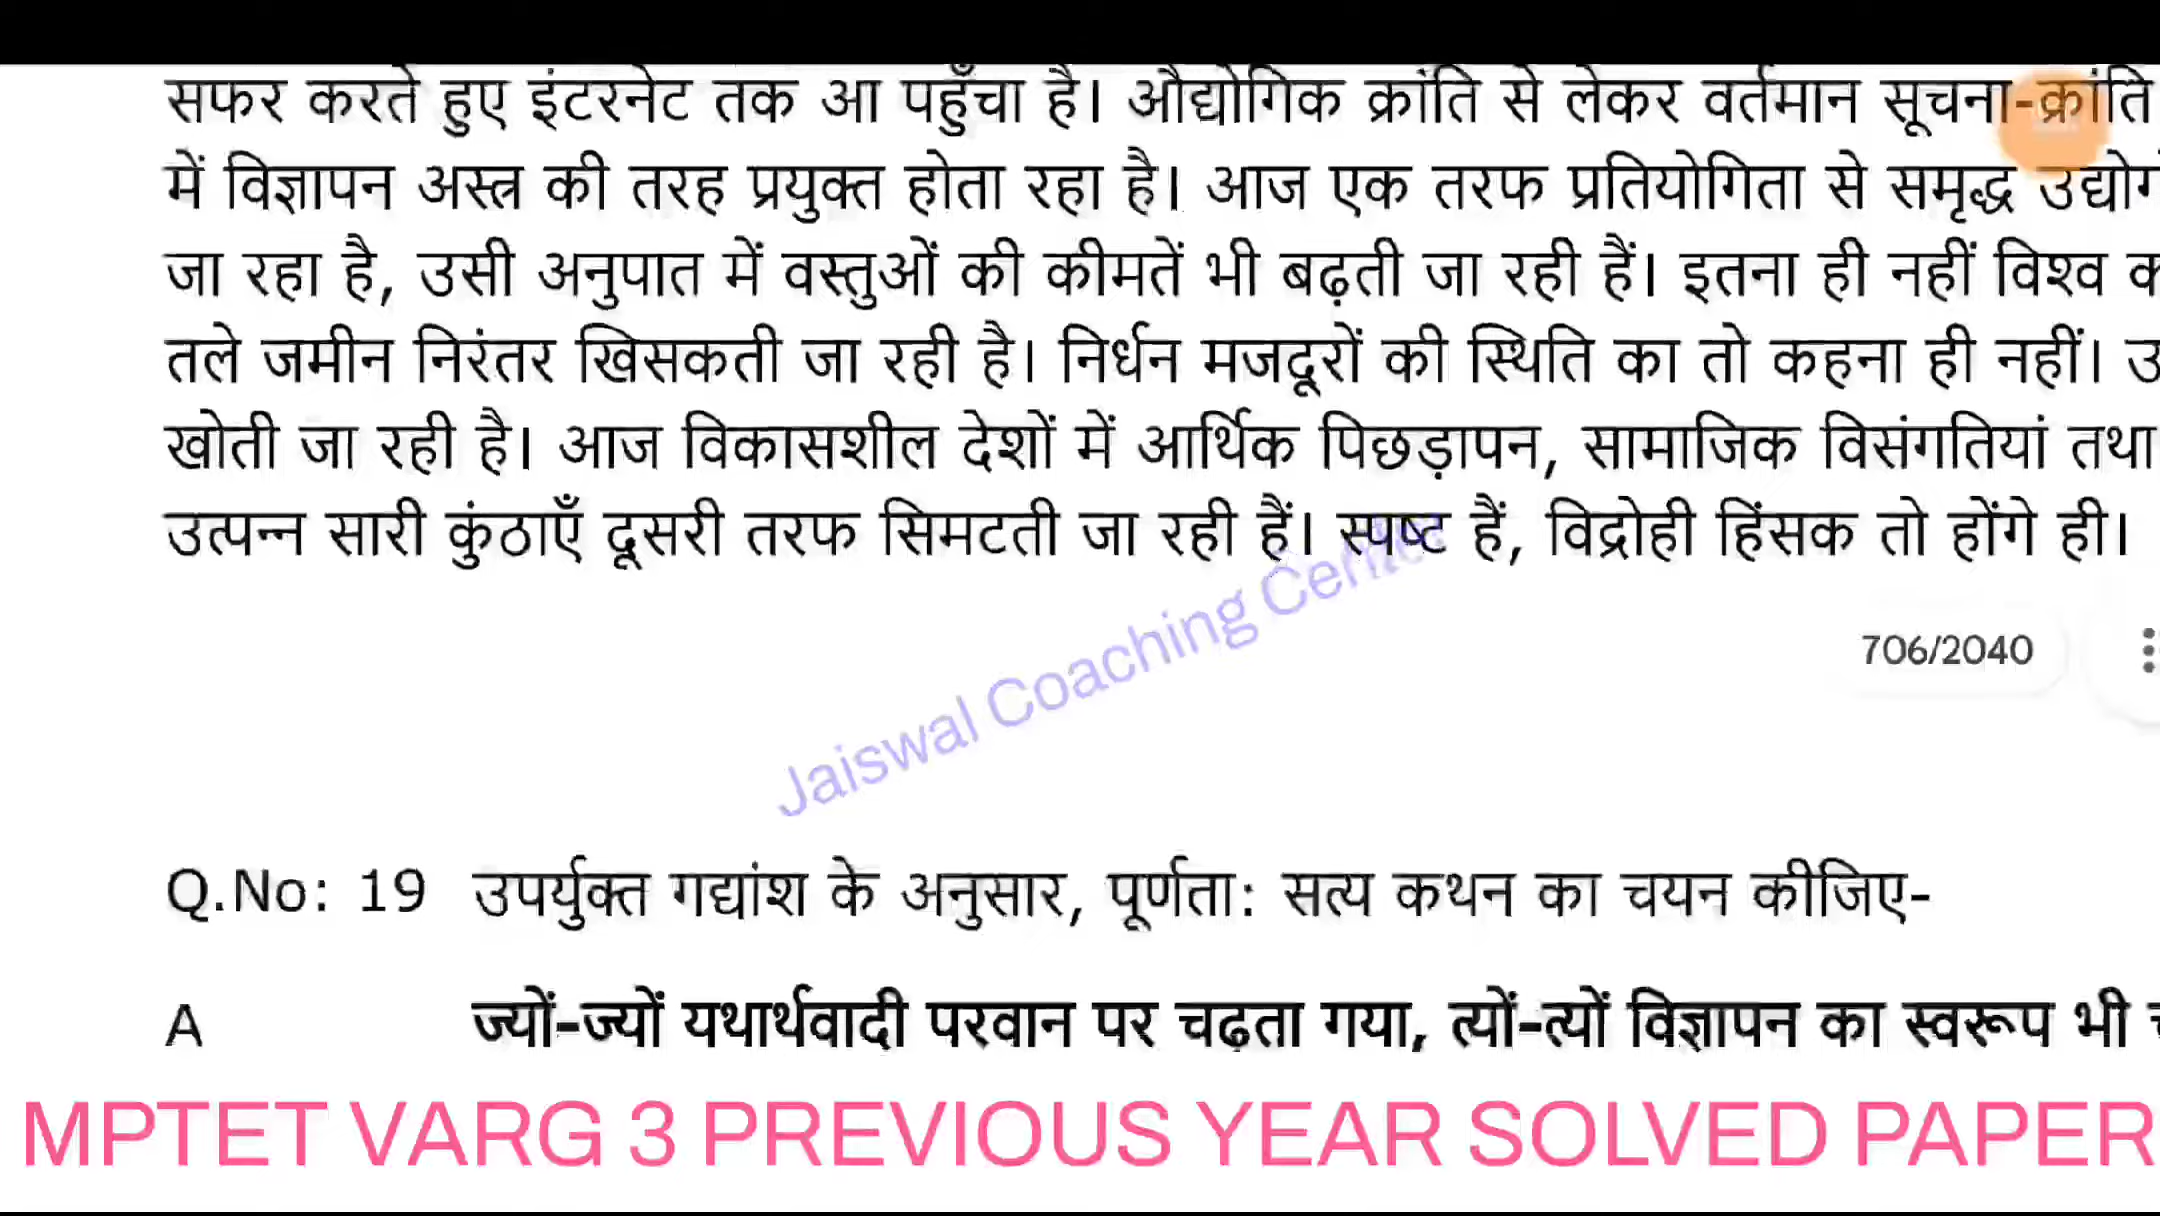 सफर करते हुए इंटरनेट तक आ पहुँचा है। औद्योगिक क्रांति से लेकर वर्तमान सूचना-क्रांति
में विज्ञापन अस्त्र की तरह प्रयुक्त होता रहा है। आज एक तरफ प्रतियोगिता से समृद्ध
जा रहा है, उसी अनुपात में वस्तुओं की कीमतें भी बढ़ती जा रही हैं। इतना ही नहीं विश्व
तले जमीन निरंतर खिसकती जा रही है। निर्धन मजदूरों की स्थिति का तो कहना ही नहीं।
खोती जा रही है। आज विकासशील देशों में आर्थिक पिछड़ापन, सामाजिक विसंगतियां तथा
उत्पन्न सारी कुंठाएँ दूसरी तरफ सिमटती जा रही हैं। स्पष्ट हैं, विद्रोही हिंसक तो होंगे ही।
706/2040
Jaiswal Coaching Center
Q.No: 19 उपर्युक्त गद्यांश के अनुसार, पूर्णता: सत्य कथन का चयन कीजिए-
A ज्यों-ज्यों यथार्थवादी परवान पर चढ़ता गया, त्यों-त्यों विज्ञापन का स्वरूप भी
MPTET VARG 3 PREVIOUS YEAR SOLVED PAPER